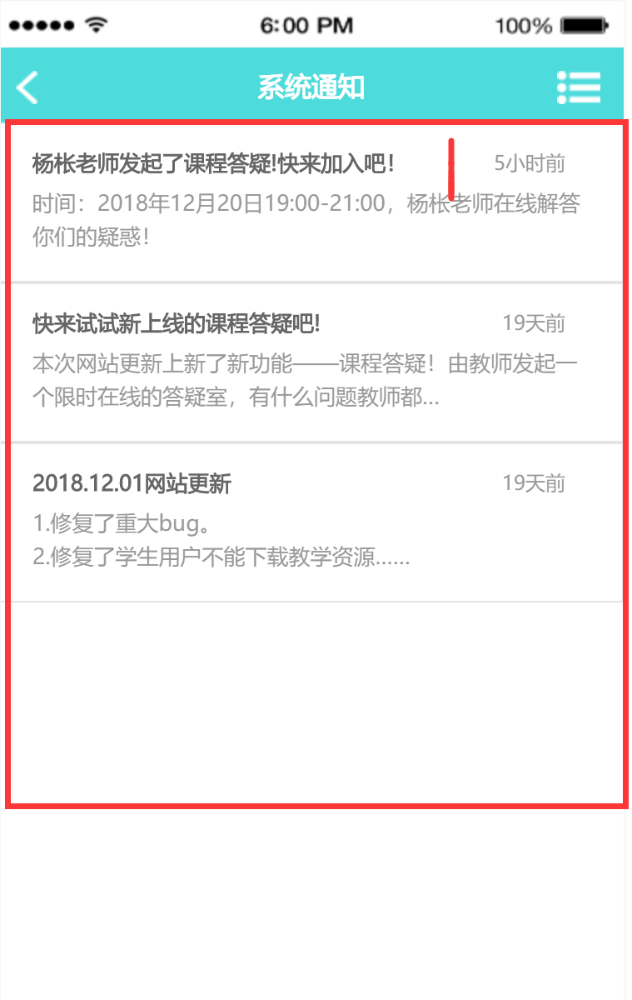 6:00 PM 100%
系统通知
杨枨老师发起了课程答疑!快来加入吧! 5小时前
时间：2018年12月20日19:00-21:00，杨枨老师在线解答
你们的疑惑！
快来试试新上线的课程答疑吧! 19天前
本次网站更新上新了新功能——课程答疑！由教师发起一
个限时在线的答疑室，有什么问题教师都...
2018.12.01网站更新 19天前
1.修复了重大bug。
2.修复了学生用户不能下载教学资源......